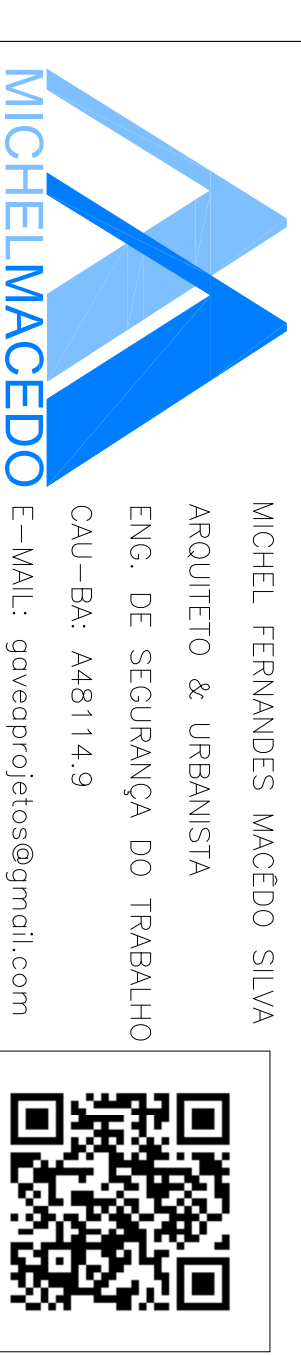 MICHELMACEDO
MICHEL FERNANDES MACÊDO SILVA
ARQUITETO & URBANISTA
ENG. DE SEGURANÇA DO TRABALHO
CAU-BA: A48114.9
E-MAIL: gaveaprojetos@gmail.com